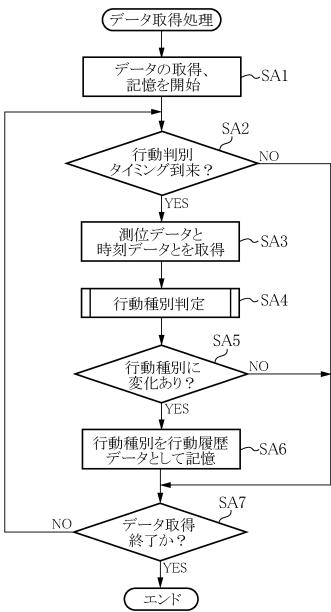 データ取得処理
データの取得、
記憶を開始
SA1
SA2
行動判別
タイミング到来?
NO
YES
測位データと
時刻データとを取得
SA3
行動種別判定
SA4
SA5
行動種別に
変化あり?
NO
YES
行動種別を行動履歴
データとして記憶
SA6
SA7
データ取得
終了か?
NO
YES
エンド